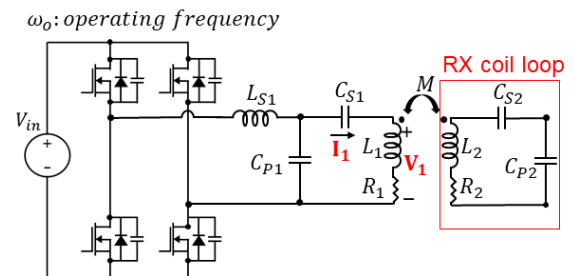 ω_o: operating frequency
RX coil loop
V_in
+
−
L_S1
C_S1
M
C_S2
C_P1
I_1
L_1
+
V_1
−
R_1
L_2
R_2
C_P2